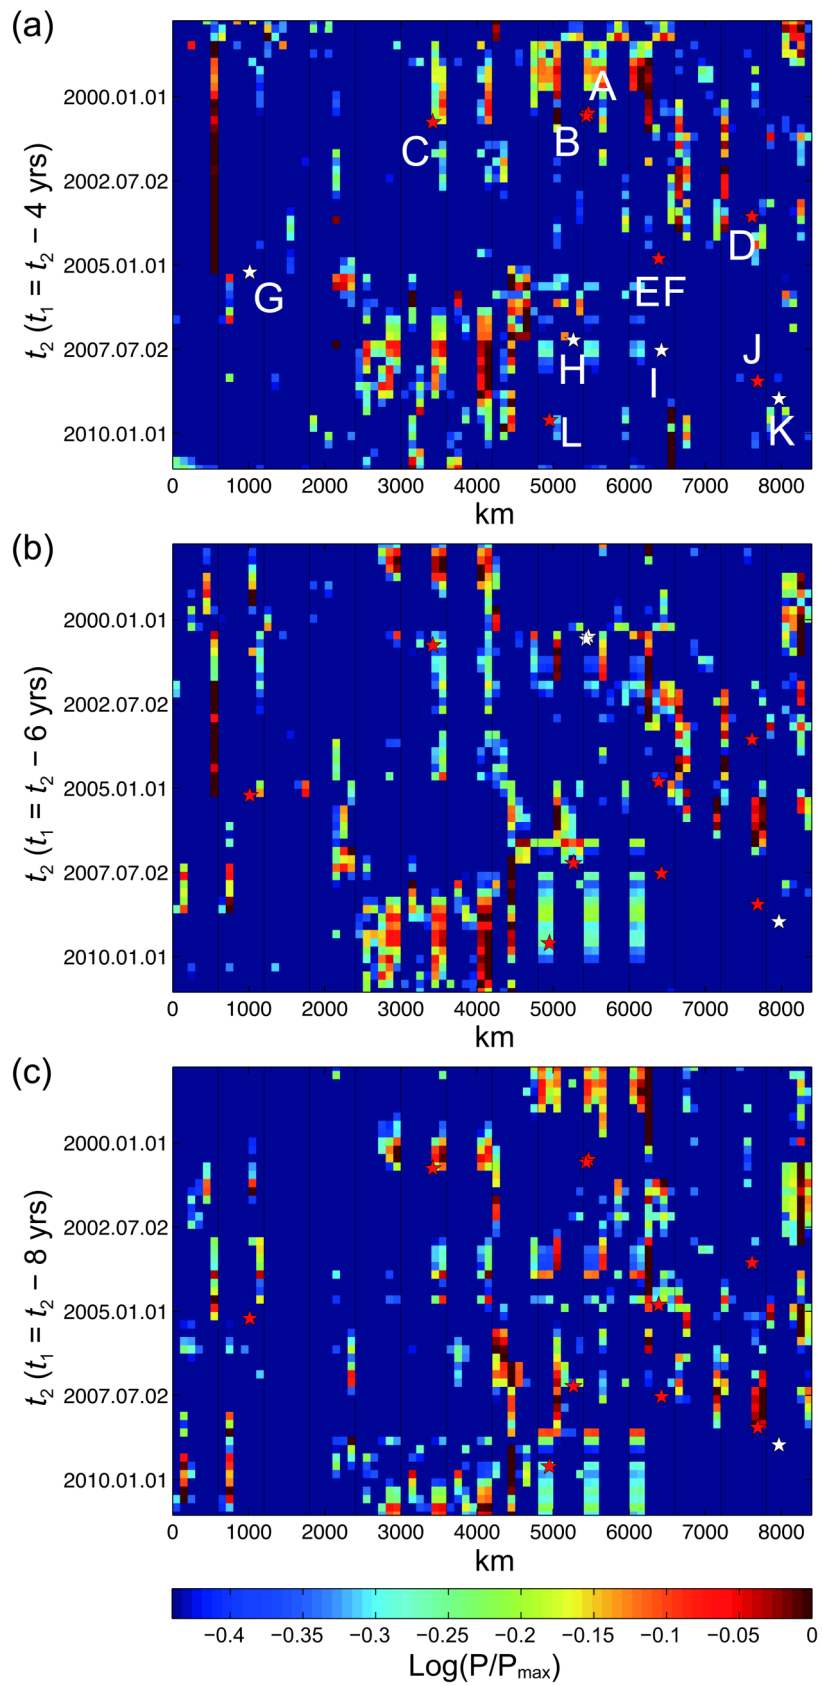 (a)
t₂ (t₁ = t₂ − 4 yrs)
2000.01.01
2002.07.02
2005.01.01
2007.07.02
2010.01.01
A
B
C
D
EF
G
H
I
J
K
L
0 1000 2000 3000 4000 5000 6000 7000 8000
km
(b)
t₂ (t₁ = t₂ − 6 yrs)
2000.01.01
2002.07.02
2005.01.01
2007.07.02
2010.01.01
0 1000 2000 3000 4000 5000 6000 7000 8000
km
(c)
t₂ (t₁ = t₂ − 8 yrs)
2000.01.01
2002.07.02
2005.01.01
2007.07.02
2010.01.01
0 1000 2000 3000 4000 5000 6000 7000 8000
km
−0.4 −0.35 −0.3 −0.25 −0.2 −0.15 −0.1 −0.05 0
Log(P/Pmax)